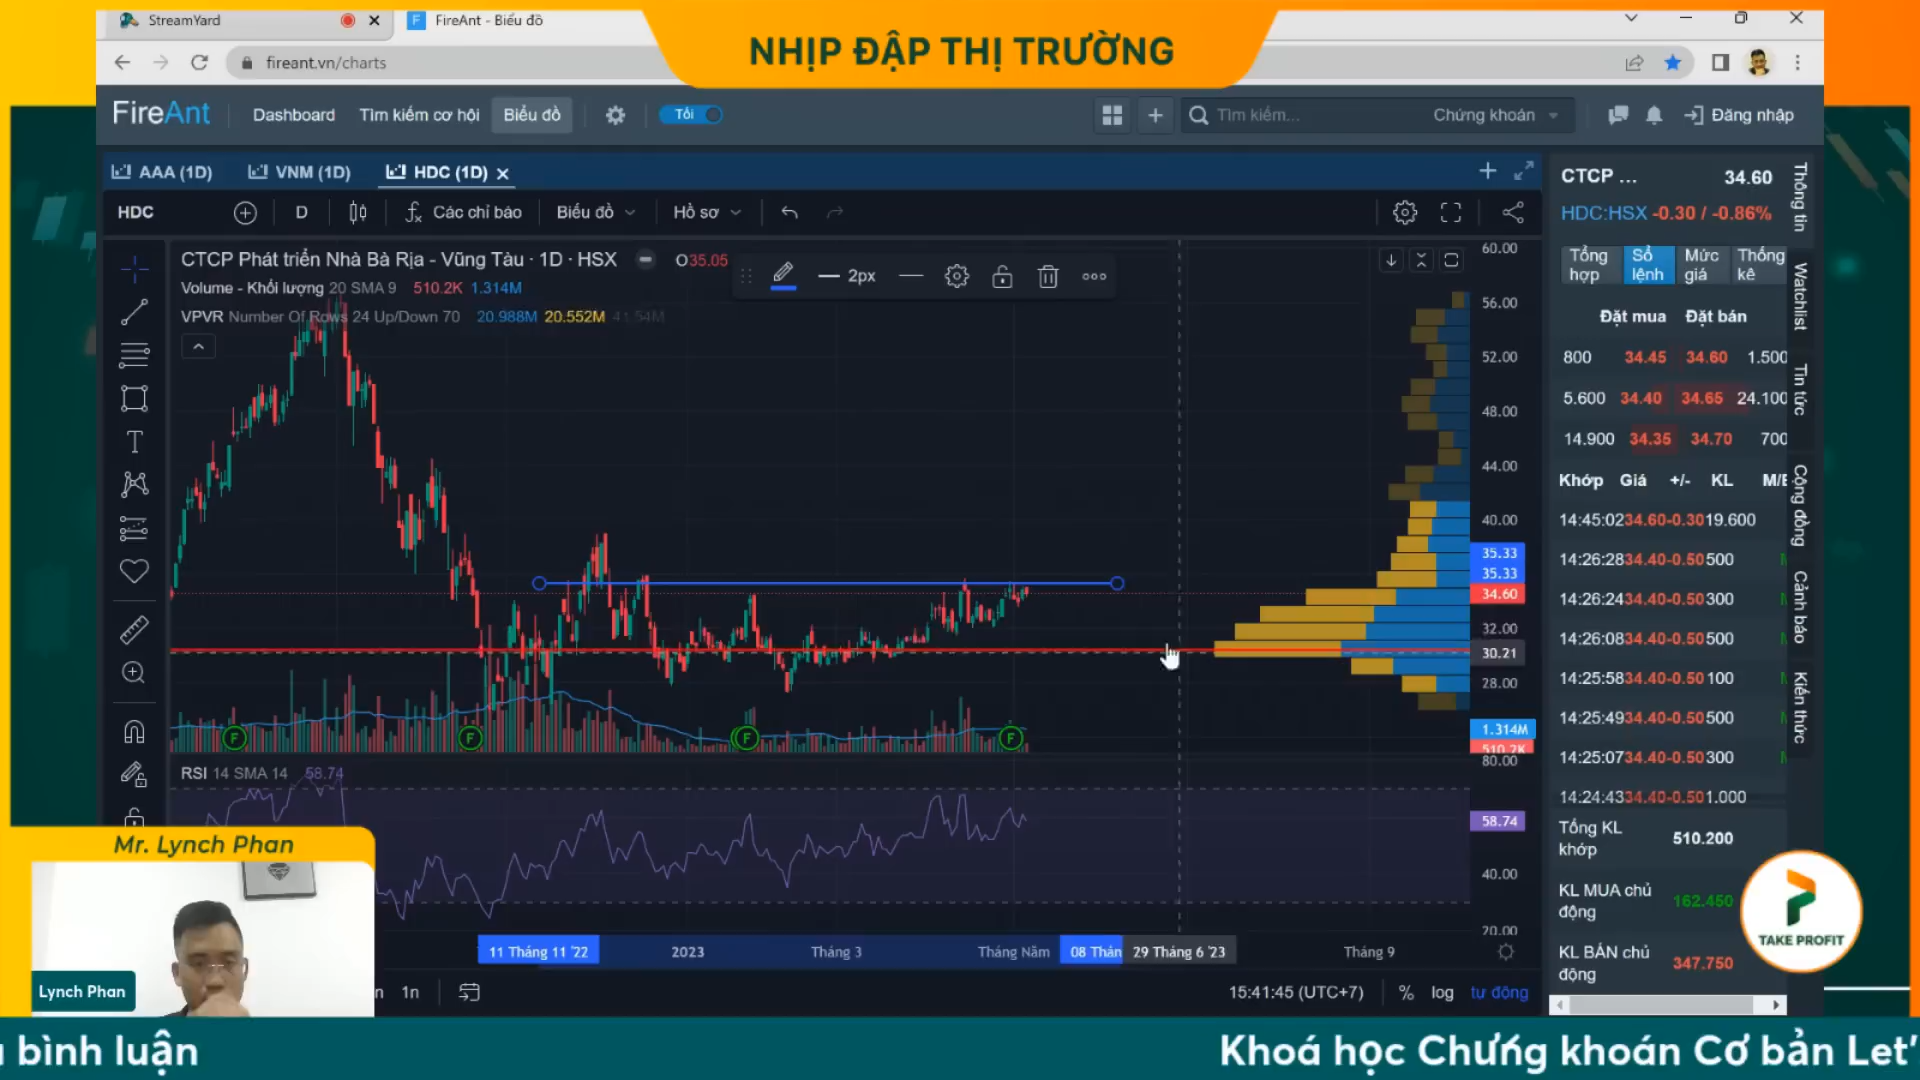 StreamYard
FireAnt - Biểu đồ
NHỊP ĐẬP THỊ TRƯỜNG
fireant.vn/charts
FireAnt
Dashboard
Tìm kiếm cơ hội
Biểu đồ
Tối
Tìm kiếm...
Chứng khoán
Đăng nhập
AAA (1D)
VNM (1D)
HDC (1D)
HDC
D
Các chỉ báo
Biểu đồ
Hồ sơ
CTCP Phát triển Nhà Bà Rịa - Vũng Tàu · 1D · HSX
O35.05
2px
Volume - Khối lượng 20 SMA 9 510.2K 1.314M
VPVR Number Of Rows 24 Up/Down 70 20.988M 20.552M 41.54M
60.00
56.00
52.00
48.00
44.00
40.00
35.33
35.33
34.60
32.00
30.21
28.00
1.314M
510.2K
80.00
F
F
F
F
RSI 14 SMA 14 58.74
58.74
40.00
20.00
11 Tháng 11 '22
2023
Tháng 3
Tháng Năm
08 Thán
29 Tháng 6 '23
Tháng 9
n
1n
15:41:45 (UTC+7)
%
log
tự động
CTCP ... 34.60
HDC:HSX -0.30 / -0.86%
Tổng hợp
Sổ lệnh
Mức giá
Thống kê
Đặt mua Đặt bán
800 34.45 34.60 1.500
5.600 34.40 34.65 24.100
14.900 34.35 34.70 700
Khớp Giá +/- KL M/E
14:45:02 34.60 -0.30 19.600
14:26:28 34.40 -0.50 500
14:26:24 34.40 -0.50 300
14:26:08 34.40 -0.50 500
14:25:58 34.40 -0.50 100
14:25:49 34.40 -0.50 500
14:25:07 34.40 -0.50 300
14:24:43 34.40 -0.50 1.000
Tổng KL khớp 510.200
KL MUA chủ động 162.450
KL BÁN chủ động 347.750
Thông tin
Watchlist
Tin tức
Cộng đồng
Cảnh báo
Kiến thức
TAKE PROFIT
Mr. Lynch Phan
Lynch Phan
bình luận
Khoá học Chứng khoán Cơ bản Let'